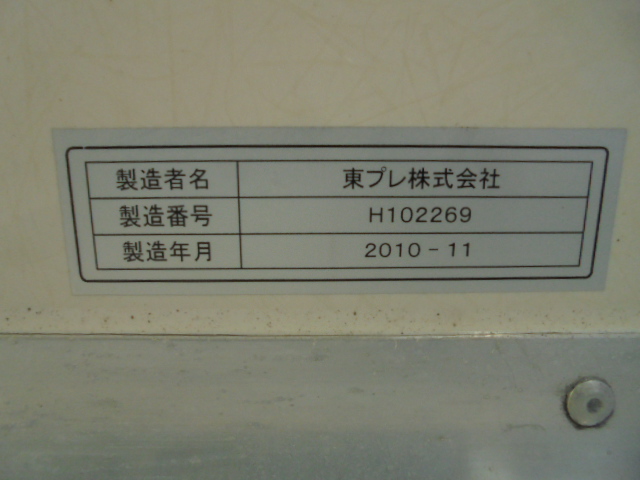 製造者名 東プレ株式会社
製造番号 H102269
製造年月 2010-11